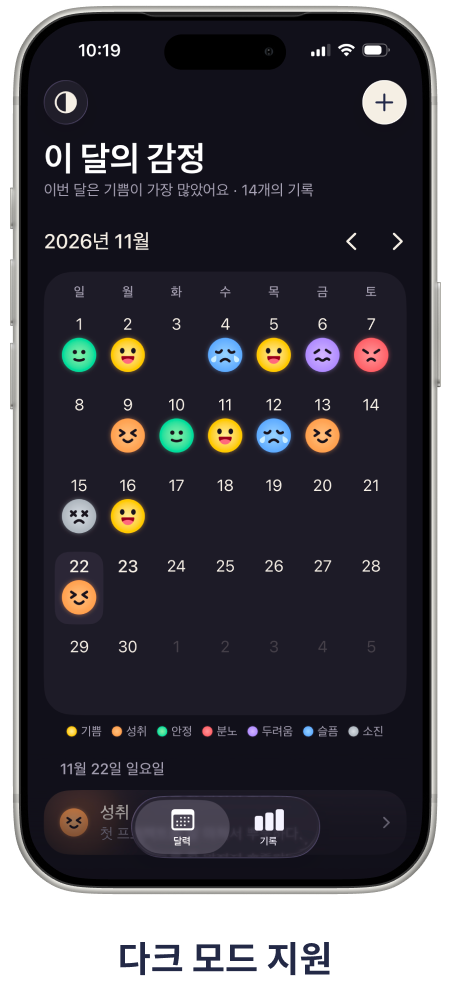 10:19
이 달의 감정
이번 달은 기쁨이 가장 많았어요 · 14개의 기록
2026년 11월
일 월 화 수 목 금 토
1 2 3 4 5 6 7
8 9 10 11 12 13 14
15 16 17 18 19 20 21
22 23 24 25 26 27 28
29 30 1 2 3 4 5
기쁨 성취 안정 분노 두려움 슬픔 소진
11월 22일 일요일
성취
첫 프
달력 기록
다크 모드 지원